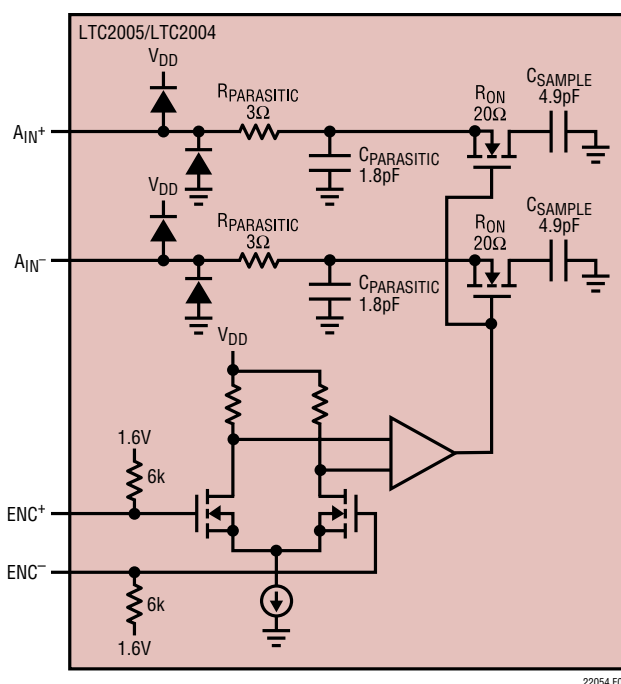 LTC2005/LTC2004
VDD
RPARASITIC
3Ω
RON
20Ω
CSAMPLE
4.9pF
AIN+
CPARASITIC
1.8pF
VDD
RPARASITIC
3Ω
RON
20Ω
CSAMPLE
4.9pF
AIN–
CPARASITIC
1.8pF
VDD
1.6V
6k
ENC+
ENC–
6k
1.6V